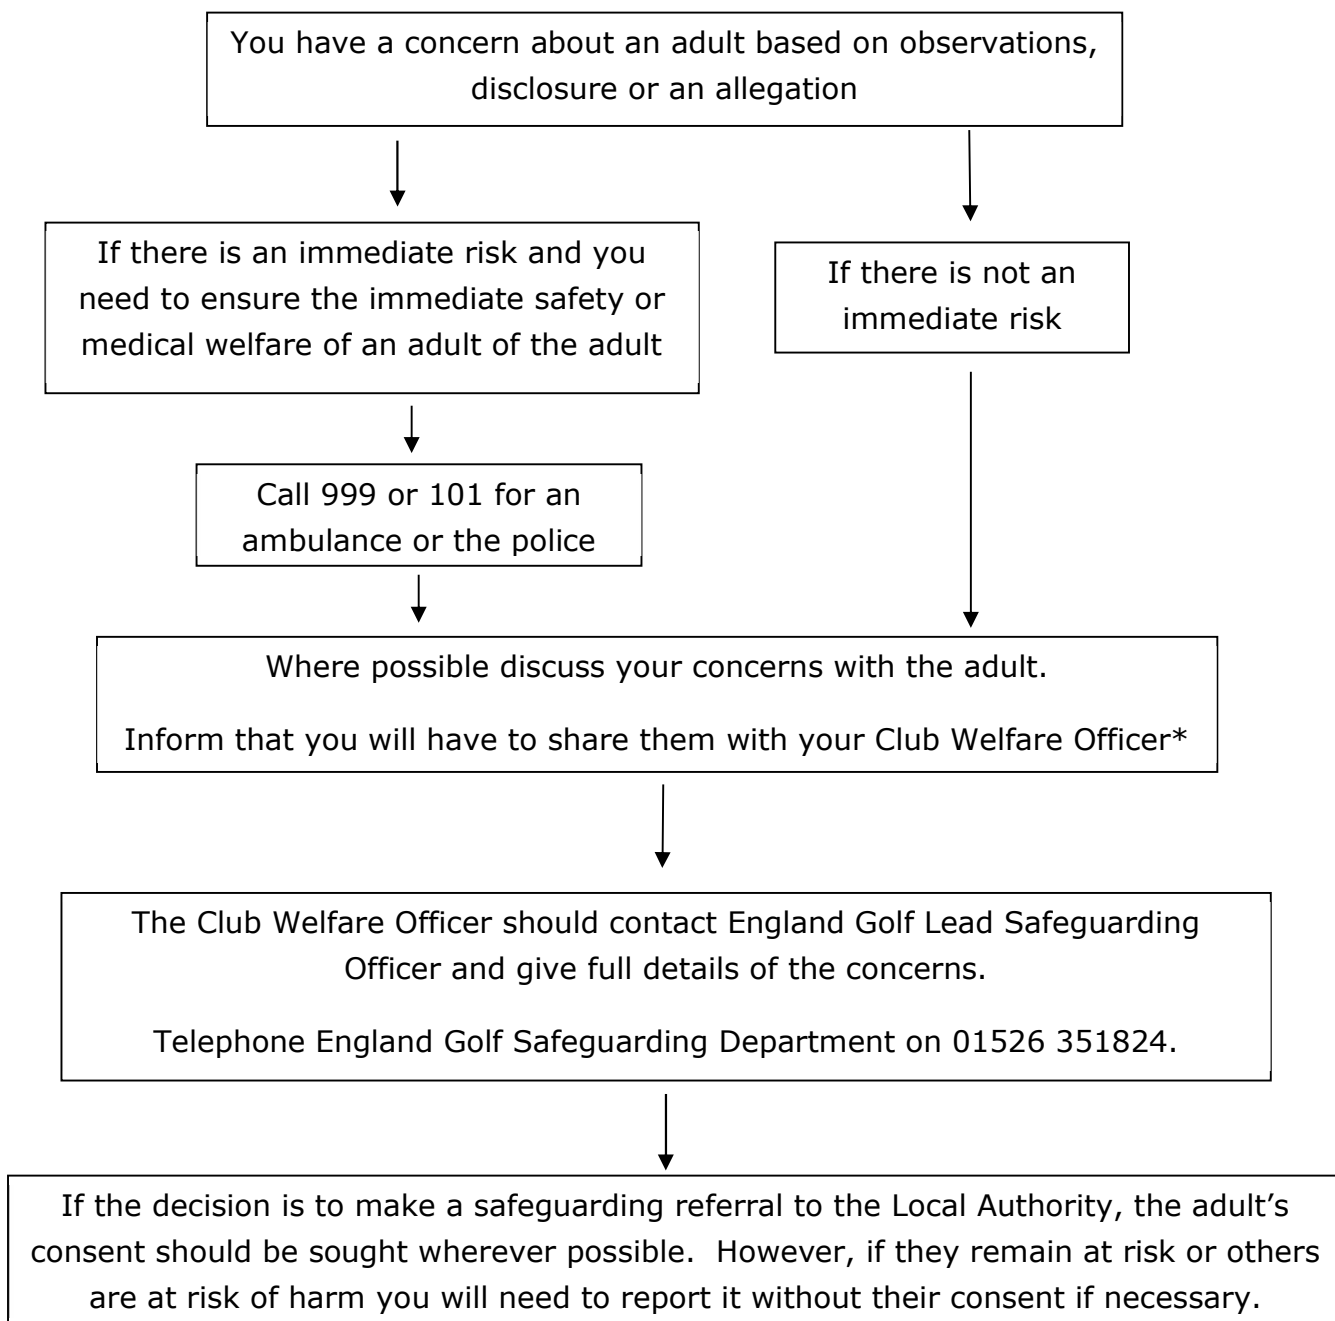 You have a concern about an adult based on observations,
disclosure or an allegation
If there is an immediate risk and you
need to ensure the immediate safety or
medical welfare of an adult of the adult
If there is not an
immediate risk
Call 999 or 101 for an
ambulance or the police
Where possible discuss your concerns with the adult.
Inform that you will have to share them with your Club Welfare Officer*
The Club Welfare Officer should contact England Golf Lead Safeguarding
Officer and give full details of the concerns.
Telephone England Golf Safeguarding Department on 01526 351824.
If the decision is to make a safeguarding referral to the Local Authority, the adult’s
consent should be sought wherever possible.  However, if they remain at risk or others
are at risk of harm you will need to report it without their consent if necessary.